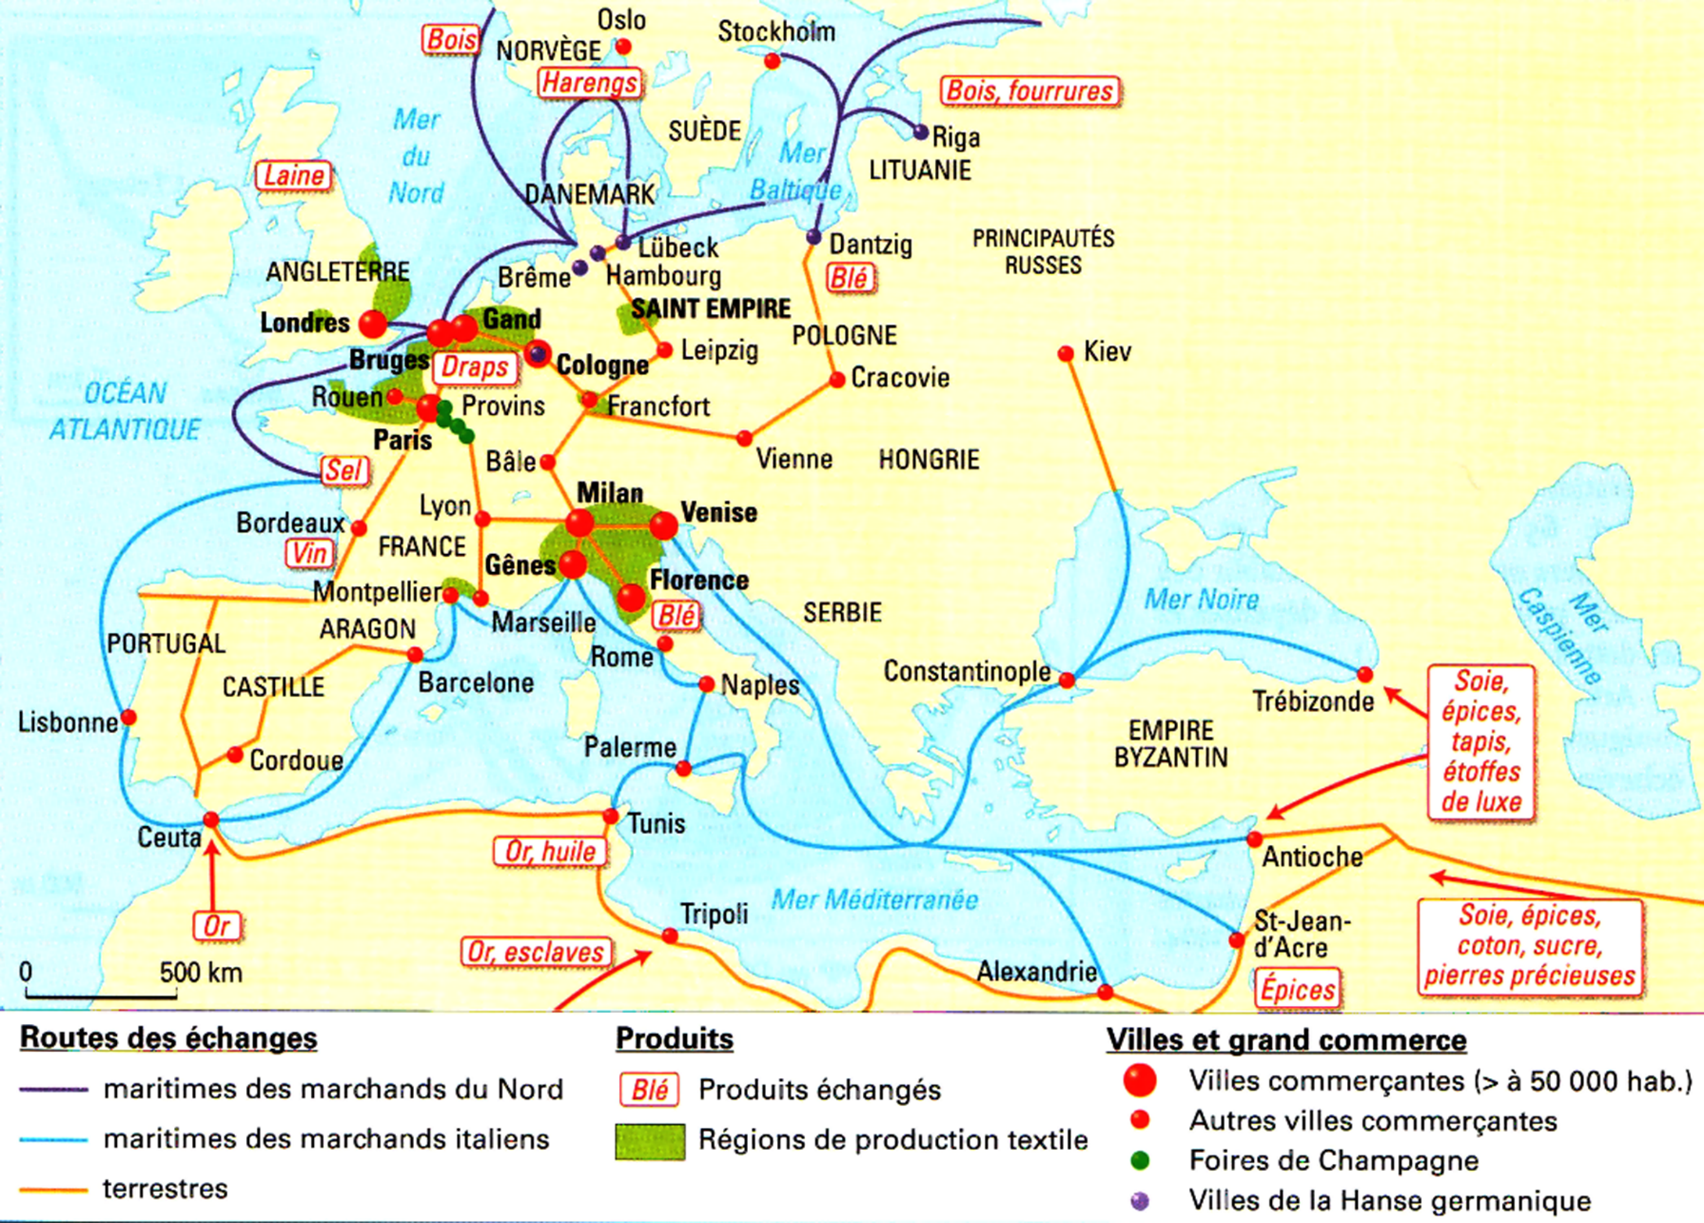 Oslo
Stockholm
Bois
NORVÈGE
Harengs
Bois, fourrures
Mer
du
Nord
SUÈDE
Riga
Mer
Baltique
LITUANIE
Laine
DANEMARK
Lübeck
Dantzig
PRINCIPAUTÉS
RUSSES
ANGLETERRE
Brême
Hambourg
Blé
Londres
Gand
SAINT EMPIRE
POLOGNE
Bruges
Draps
Cologne
Leipzig
Kiev
OCÉAN
ATLANTIQUE
Rouen
Provins
Francfort
Cracovie
Paris
Sel
Bâle
Vienne
HONGRIE
Lyon
Milan
Venise
Bordeaux
Vin
FRANCE
Gênes
Florence
Montpellier
Blé
SERBIE
Mer Noire
Mer
Caspienne
PORTUGAL
ARAGON
Marseille
Rome
CASTILLE
Barcelone
Naples
Constantinople
Trébizonde
Soie,
épices,
tapis,
étoffes
de luxe
Lisbonne
Cordoue
Palerme
EMPIRE
BYZANTIN
Ceuta
Tunis
Or, huile
Antioche
Mer Méditerranée
Or
Tripoli
Or, esclaves
St-Jean-
d'Acre
Soie, épices,
coton, sucre,
pierres précieuses
Alexandrie
Épices
0 500 km
Routes des échanges
maritimes des marchands du Nord
maritimes des marchands italiens
terrestres
Produits
Blé Produits échangés
Régions de production textile
Villes et grand commerce
Villes commerçantes (> à 50 000 hab.)
Autres villes commerçantes
Foires de Champagne
Villes de la Hanse germanique